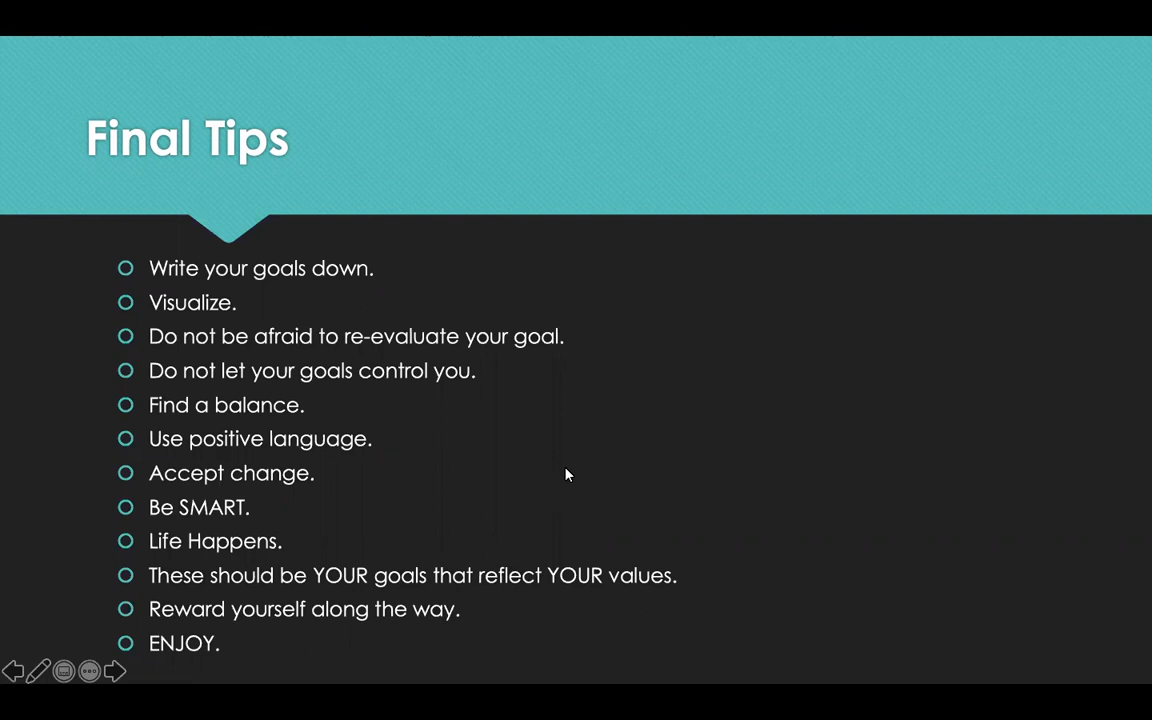 Final Tips
Write your goals down.
Visualize.
Do not be afraid to re-evaluate your goal.
Do not let your goals control you.
Find a balance.
Use positive language.
Accept change.
Be SMART.
Life Happens.
These should be YOUR goals that reflect YOUR values.
Reward yourself along the way.
ENJOY.